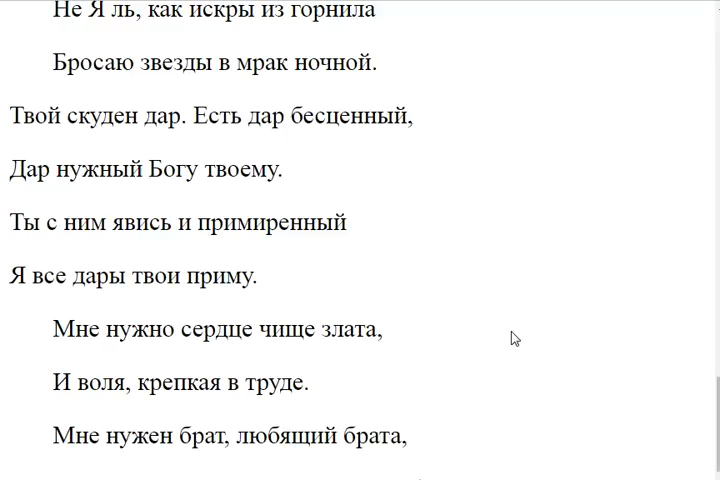 Не Я ль, как искры из горнила
Бросаю звезды в мрак ночной.
Твой скуден дар. Есть дар бесценный,
Дар нужный Богу твоему.
Ты с ним явись и примиренный
Я все дары твои приму.
Мне нужно сердце чище злата,
И воля, крепкая в труде.
Мне нужен брат, любящий брата,